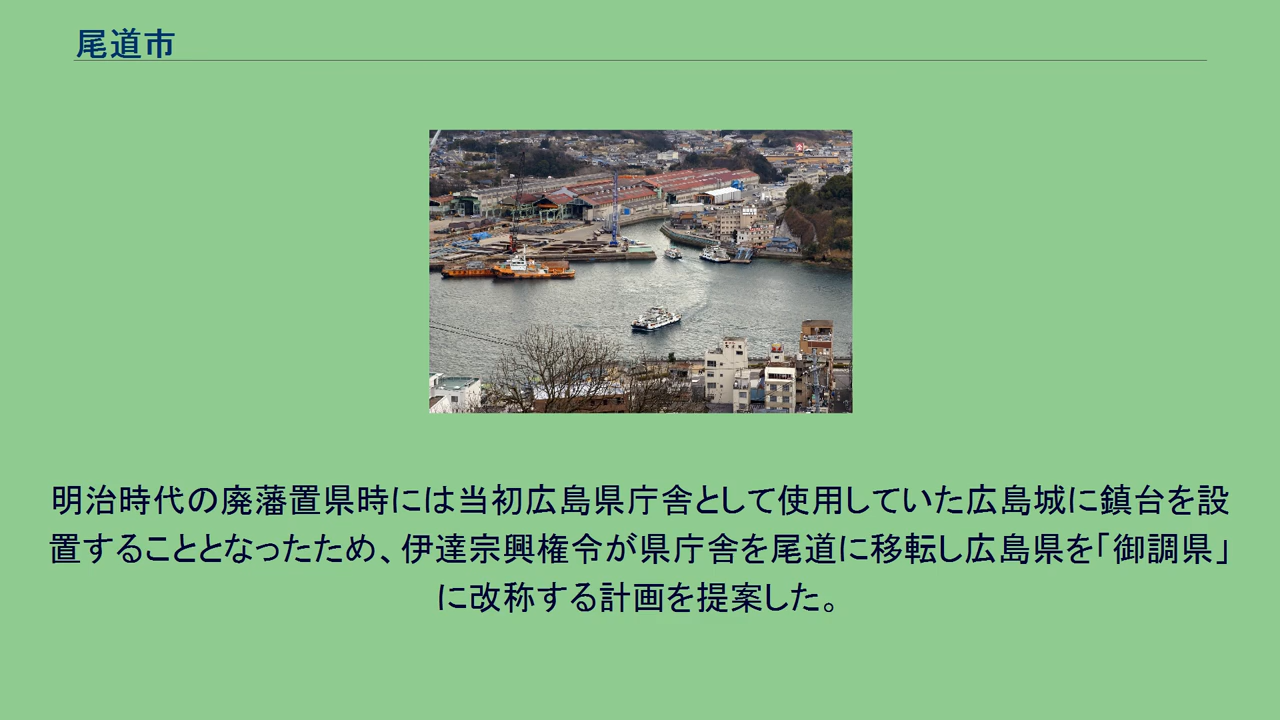 尾道市
明治時代の廃藩置県時には当初広島県庁舎として使用していた広島城に鎮台を設
置することとなったため、伊達宗興権令が県庁舎を尾道に移転し広島県を「御調県」
に改称する計画を提案した。